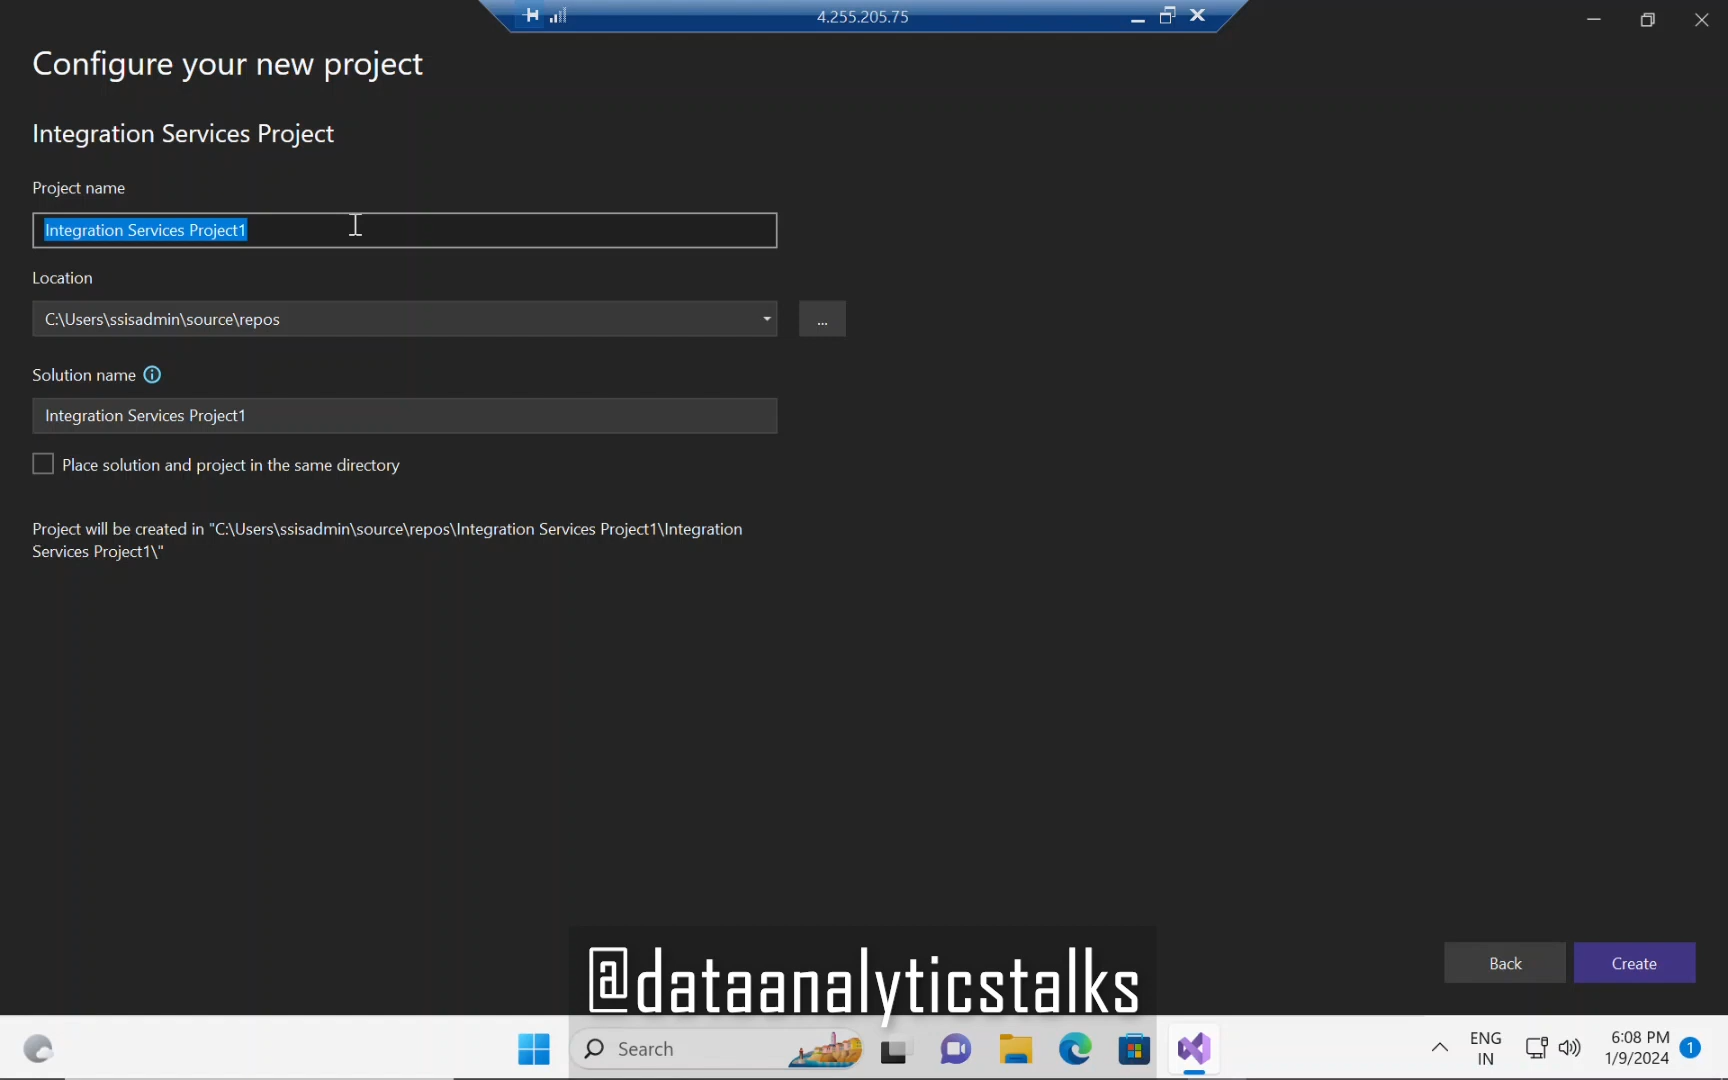 4.255.205.75
Configure your new project
Integration Services Project
Project name
Integration Services Project1
Location
C:\Users\ssisadmin\source\repos
...
Solution name
Integration Services Project1
Place solution and project in the same directory
Project will be created in "C:\Users\ssisadmin\source\repos\Integration Services Project1\Integration
Services Project1\"
Back
Create
@dataanalyticstalks
Search
ENG
IN
6:08 PM
1/9/2024
1